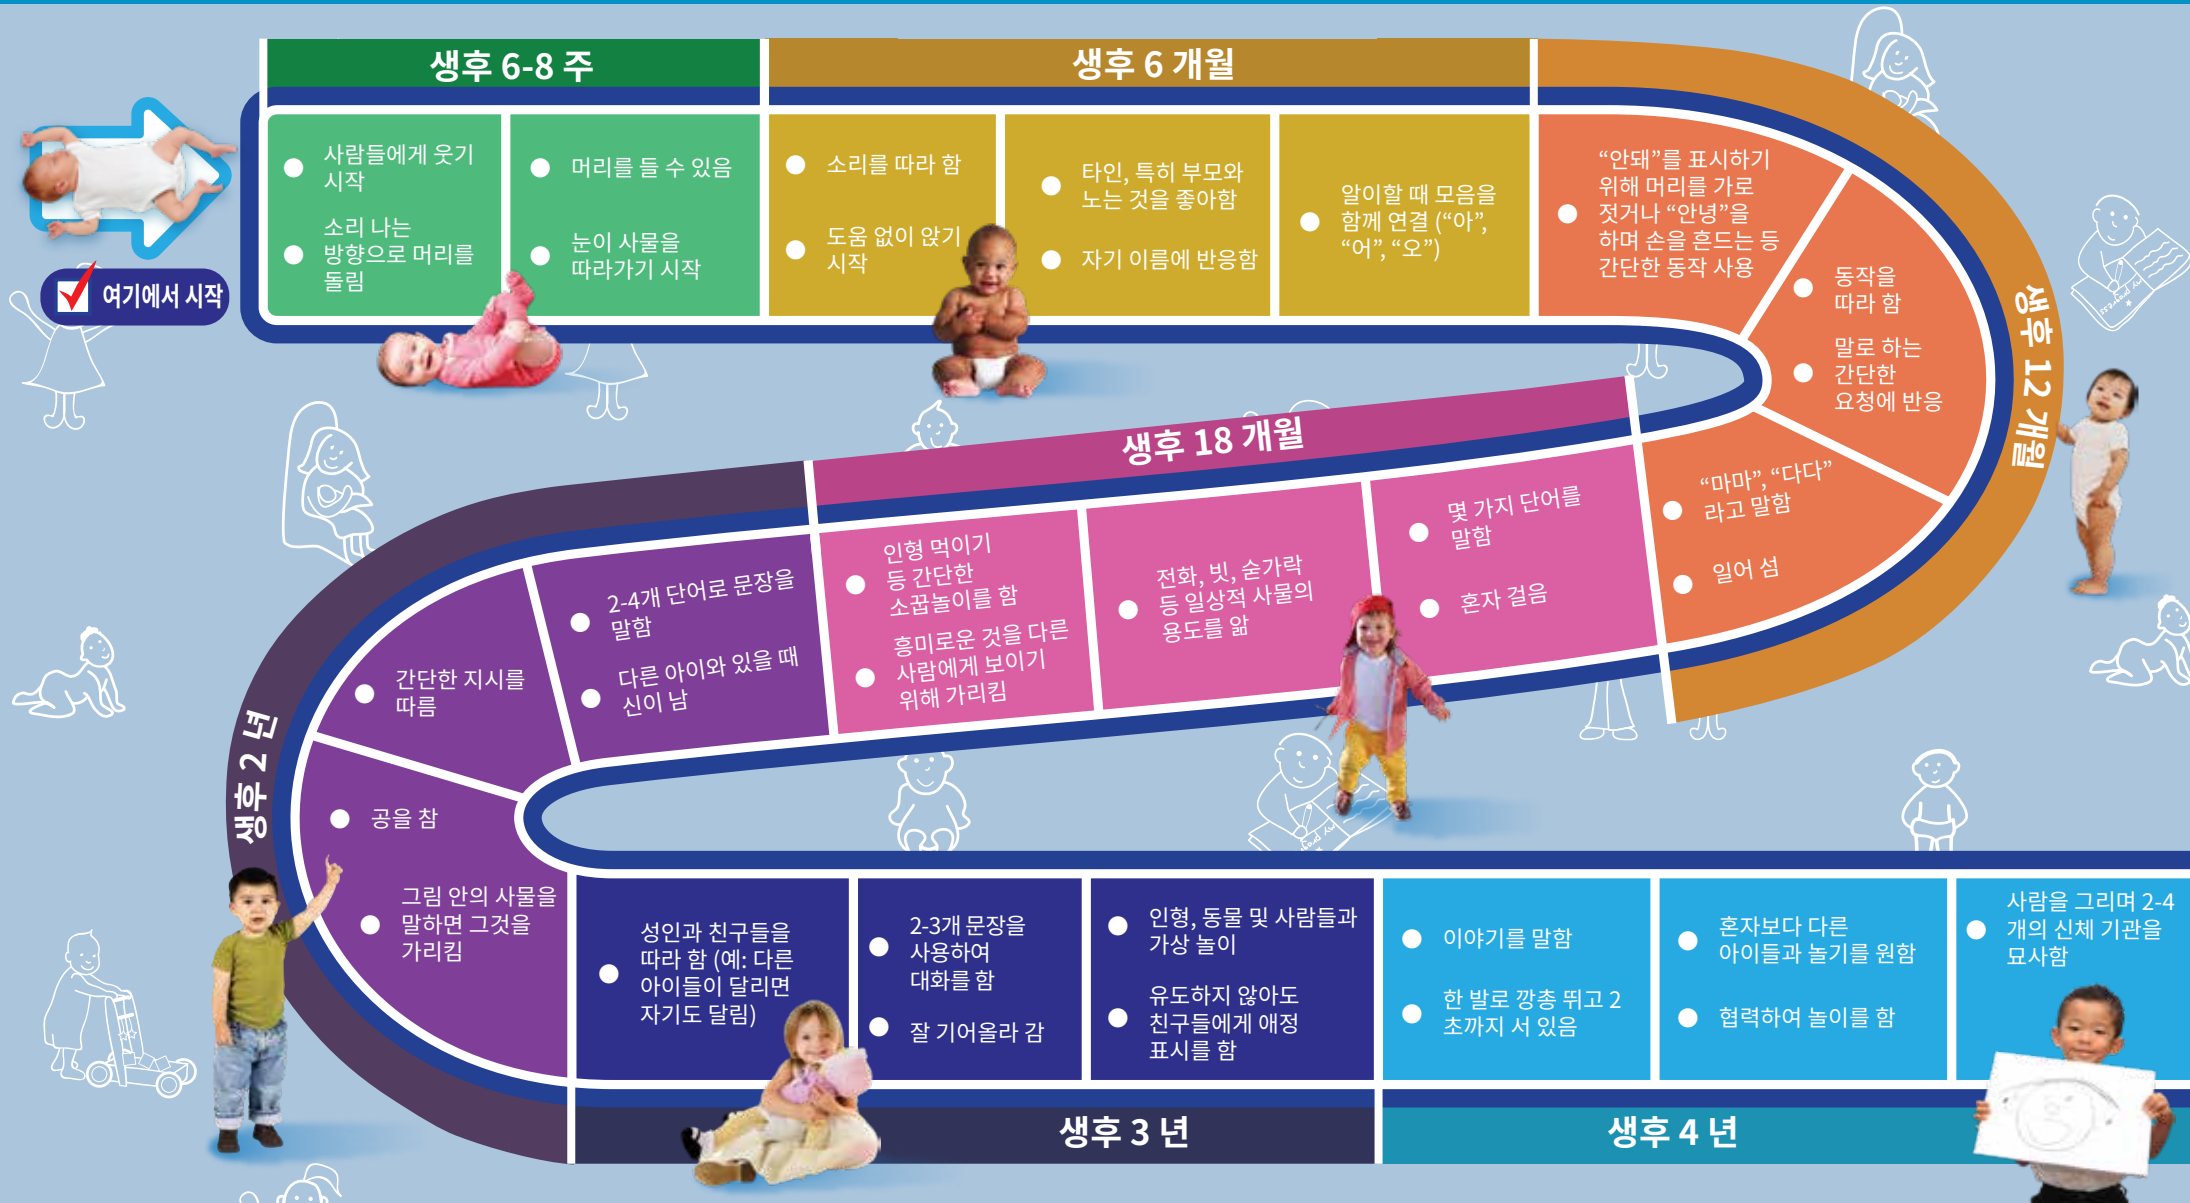 생후 6-8 주
생후 6 개월
여기에서 시작
사람들에게 웃기
시작
소리 나는
방향으로 머리를
돌림
머리를 들 수 있음
눈이 사물을
따라가기 시작
소리를 따라 함
도움 없이 앉기
시작
타인, 특히 부모와
노는 것을 좋아함
자기 이름에 반응함
알이할 때 모음을
함께 연결 (“아”,
“어”, “오”)
생후 12 개월
“안돼”를 표시하기
위해 머리를 가로
젓거나 “안녕”을
하며 손을 흔드는 등
간단한 동작 사용
동작을
따라 함
말로 하는
간단한
요청에 반응
“마마”, “다다”
라고 말함
일어 섬
생후 18 개월
몇 가지 단어를
말함
혼자 걸음
전화, 빗, 숟가락
등 일상적 사물의
용도를 앎
인형 먹이기
등 간단한
소꿉놀이를 함
흥미로운 것을 다른
사람에게 보이기
위해 가리킴
생후 2 년
2-4개 단어로 문장을
말함
다른 아이와 있을 때
신이 남
간단한 지시를
따름
공을 참
그림 안의 사물을
말하면 그것을
가리킴
성인과 친구들을
따라 함 (예: 다른
아이들이 달리면
자기도 달림)
2-3개 문장을
사용하여
대화를 함
잘 기어올라 감
인형, 동물 및 사람들과
가상 놀이
유도하지 않아도
친구들에게 애정
표시를 함
생후 3 년
이야기를 말함
한 발로 깡충 뛰고 2
초까지 서 있음
혼자보다 다른
아이들과 놀기를 원함
협력하여 놀이를 함
사람을 그리며 2-4
개의 신체 기관을
묘사함
생후 4 년
my progress